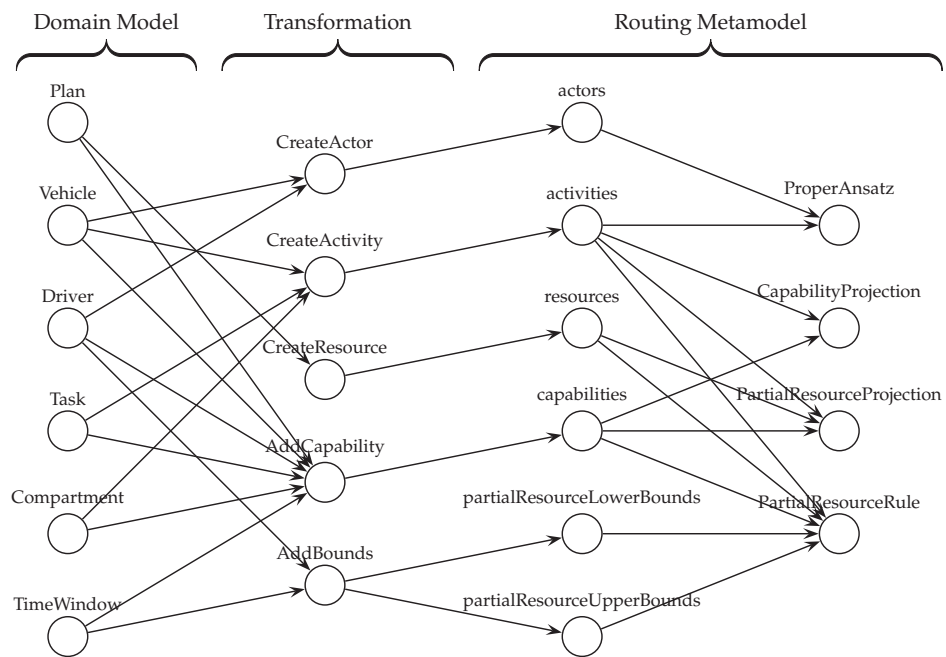 Domain Model
Transformation
Routing Metamodel
Plan
Vehicle
Driver
Task
Compartment
TimeWindow
CreateActor
CreateActivity
CreateResource
AddCapability
AddBounds
actors
activities
resources
capabilities
partialResourceLowerBounds
partialResourceUpperBounds
ProperAnsatz
CapabilityProjection
PartialResourceProjection
PartialResourceRule